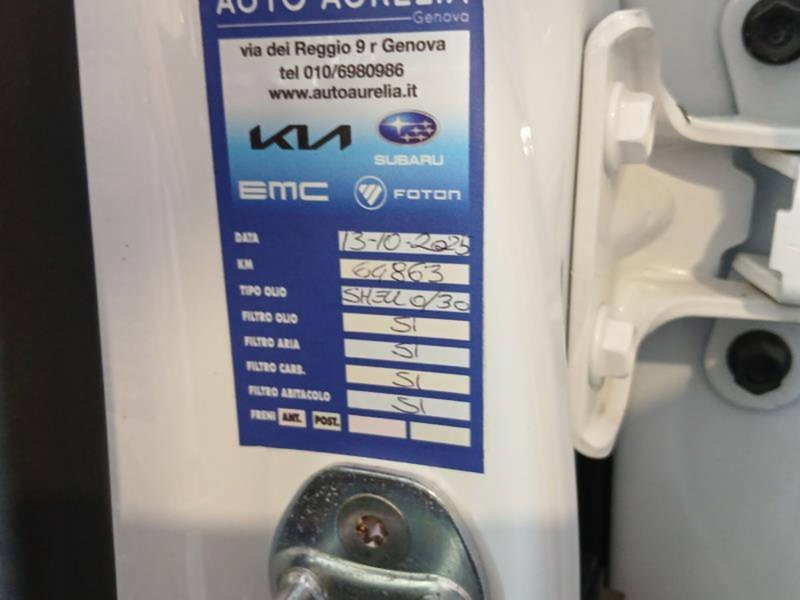 AUTO AURELIA
Genova
via dei Reggio 9 r Genova
tel 010/6980986
www.autoaurelia.it
KIA
SUBARU
EMC FOTON
DATA 13-10-2025
KM 64863
TIPO OLIO SHELL 0/30
FILTRO OLIO SI
FILTRO ARIA SI
FILTRO CARB. SI
FILTRO ABITACOLO SI
FRENI ANT. POST.